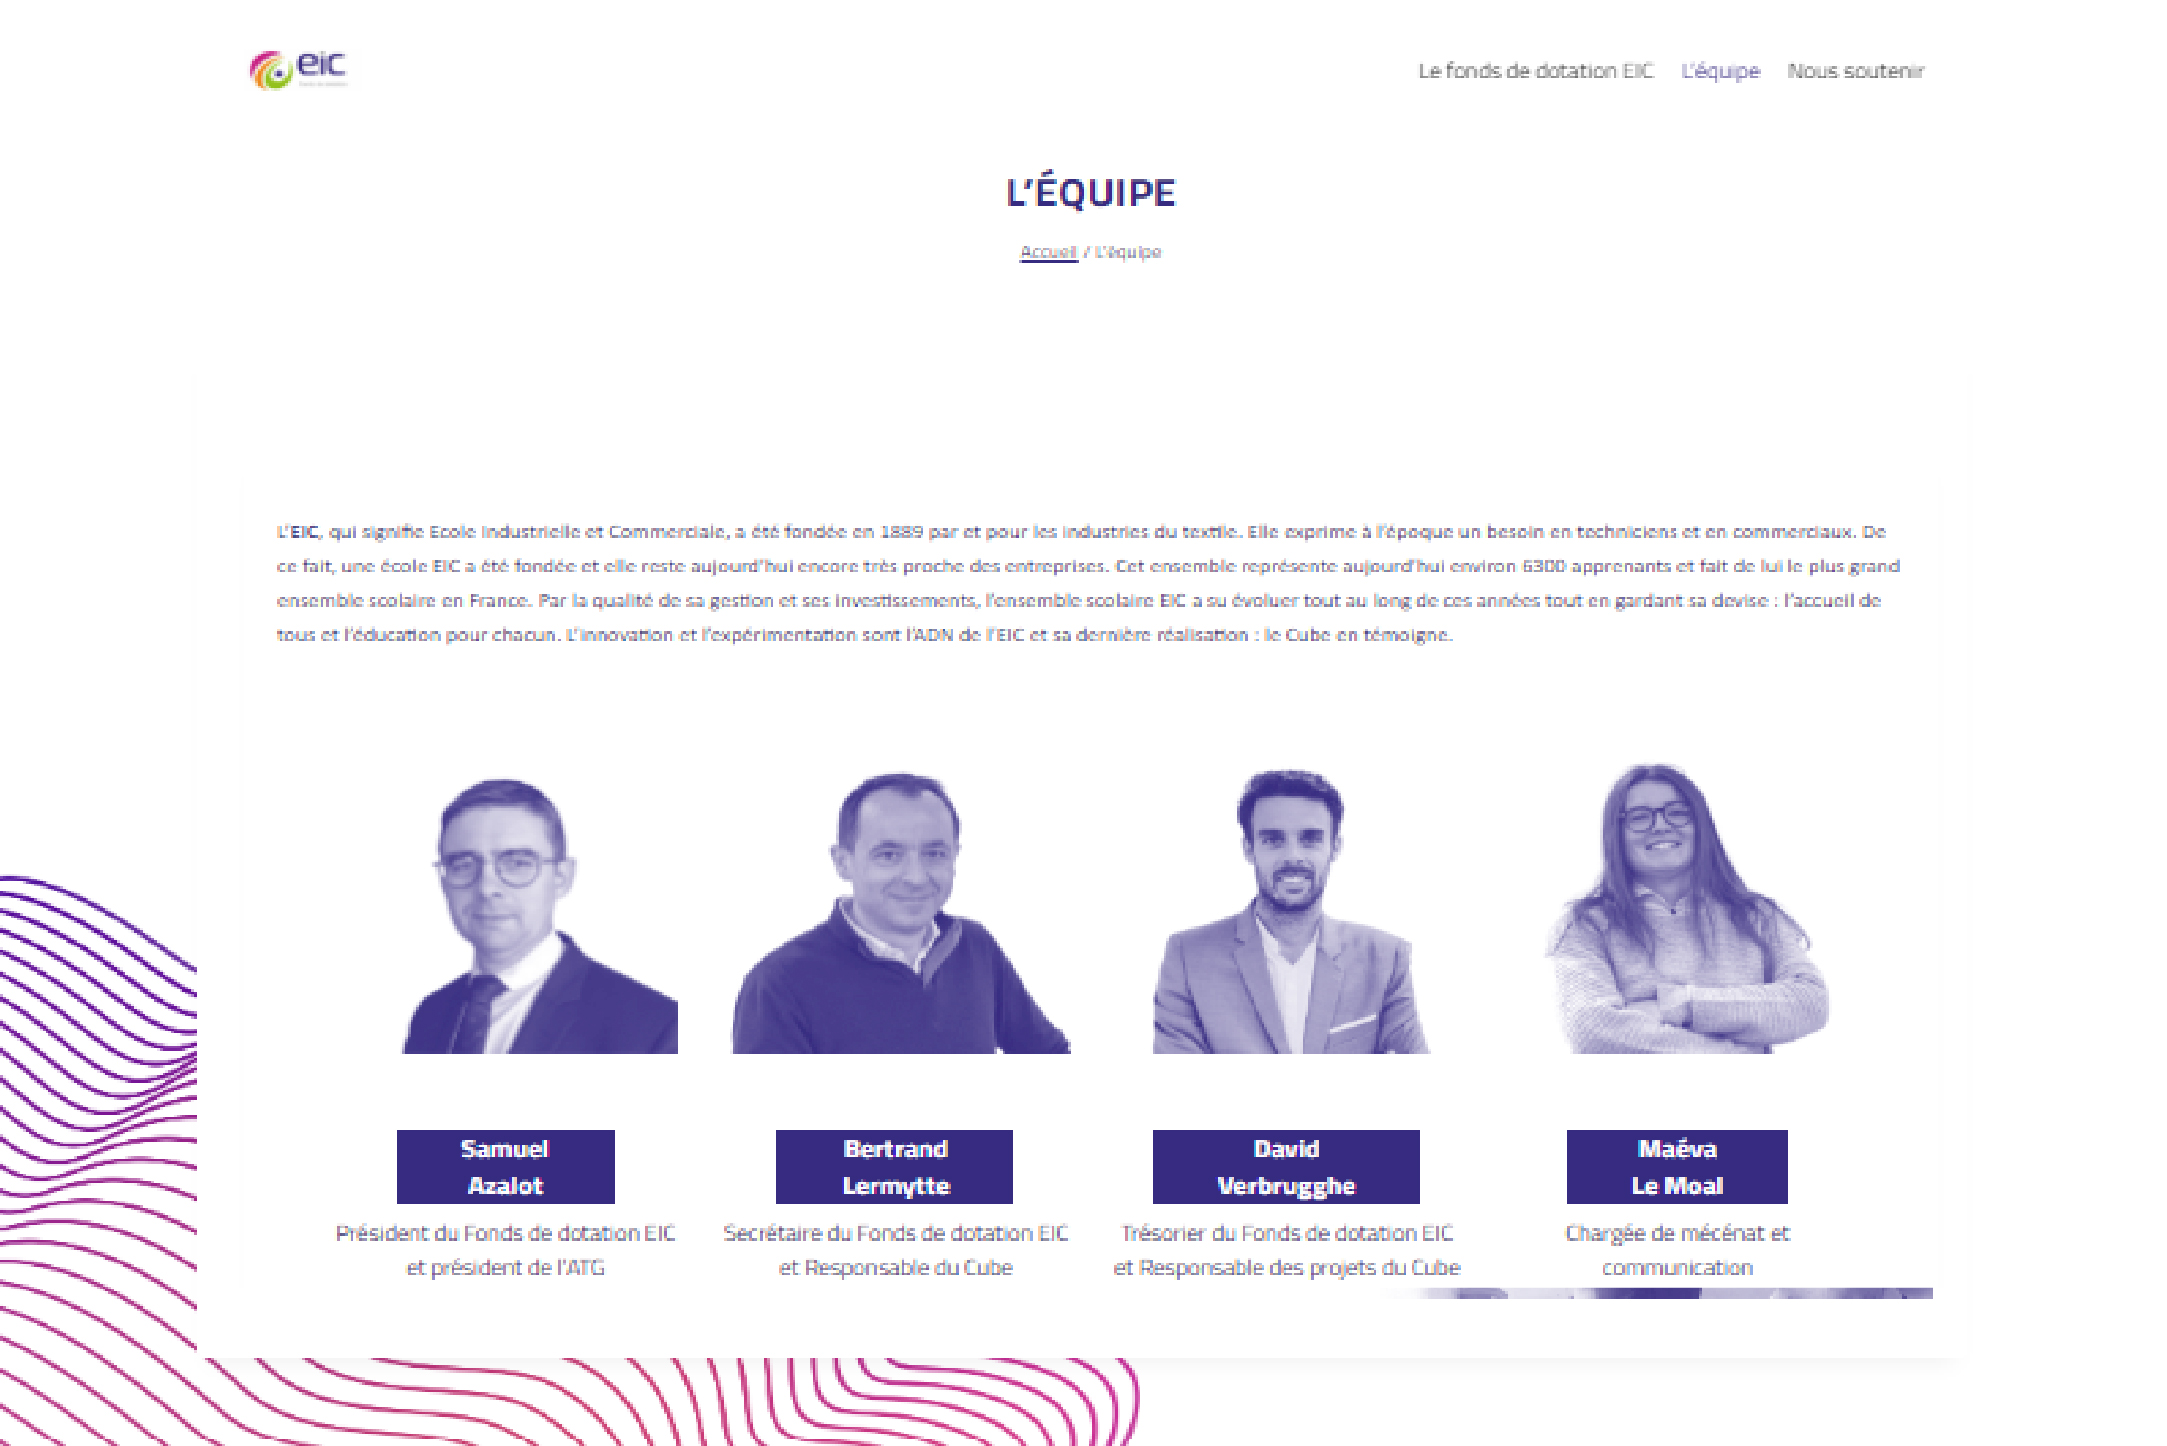 eic
Le fonds de dotation EIC L'équipe Nous soutenir
L'ÉQUIPE
Accueil / L'équipe
L'EIC, qui signifie Ecole Industrielle et Commerciale, a été fondée en 1889 par et pour les industries du textile. Elle exprime à l'époque un besoin en techniciens et en commerciaux. De
ce fait, une école EIC a été fondée et elle reste aujourd'hui encore très proche des entreprises. Cet ensemble représente aujourd'hui environ 6300 apprenants et fait de lui le plus grand
ensemble scolaire en France. Par la qualité de sa gestion et ses investissements, l'ensemble scolaire EIC a su évoluer tout au long de ces années tout en gardant sa devise : l'accueil de
tous et l'éducation pour chacun. L'innovation et l'expérimentation sont l'ADN de l'EIC et sa dernière réalisation : le Cube en témoigne.
Samuel
Azalot
Président du Fonds de dotation EIC
et président de l'ATG
Bertrand
Lermytte
Secrétaire du Fonds de dotation EIC
et Responsable du Cube
David
Verbrugghe
Trésorier du Fonds de dotation EIC
et Responsable des projets du Cube
Maéva
Le Moal
Chargée de mécénat et
communication